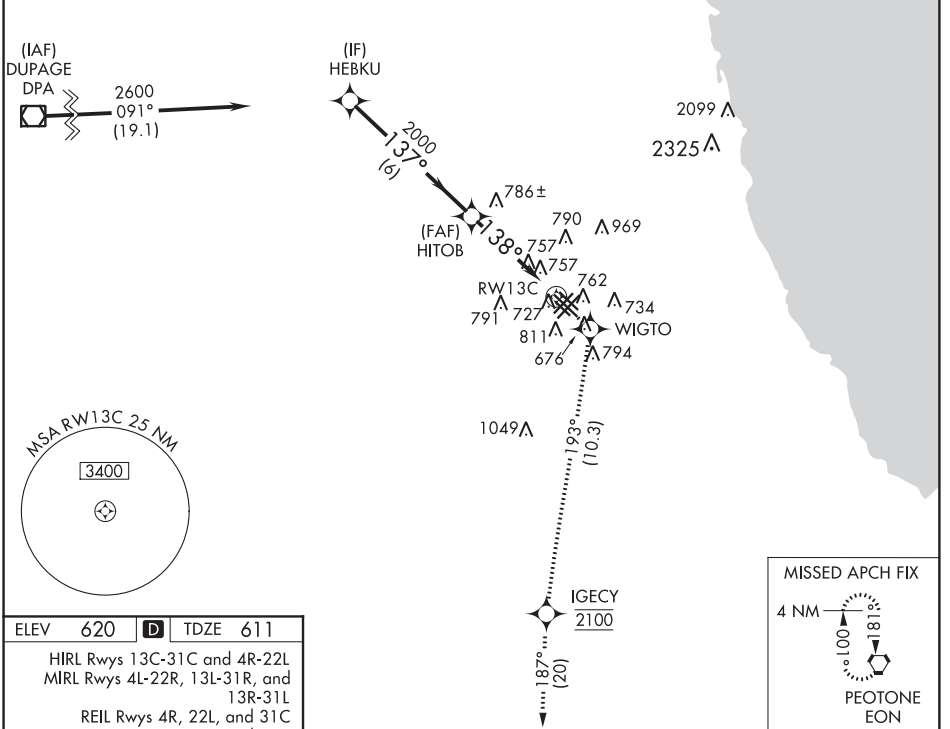 (IAF)
DUPAGE
DPA
2600
091°
(19.1)
(IF)
HEBKU
2000
137°
(6)
2099
2325
786±
(FAF)
HITOB
138°
790
969
757
757
RW13C
762
791
727
734
811
WIGTO
676
794
1049
193°
(10.3)
MSA RW13C 25 NM
3400
IGECY
2100
187°
(20)
MISSED APCH FIX
4 NM
001°
181°
PEOTONE
EON
ELEV 620 D TDZE 611
HIRL Rwys 13C-31C and 4R-22L
MIRL Rwys 4L-22R, 13L-31R, and
13R-31L
REIL Rwys 4R, 22L, and 31C